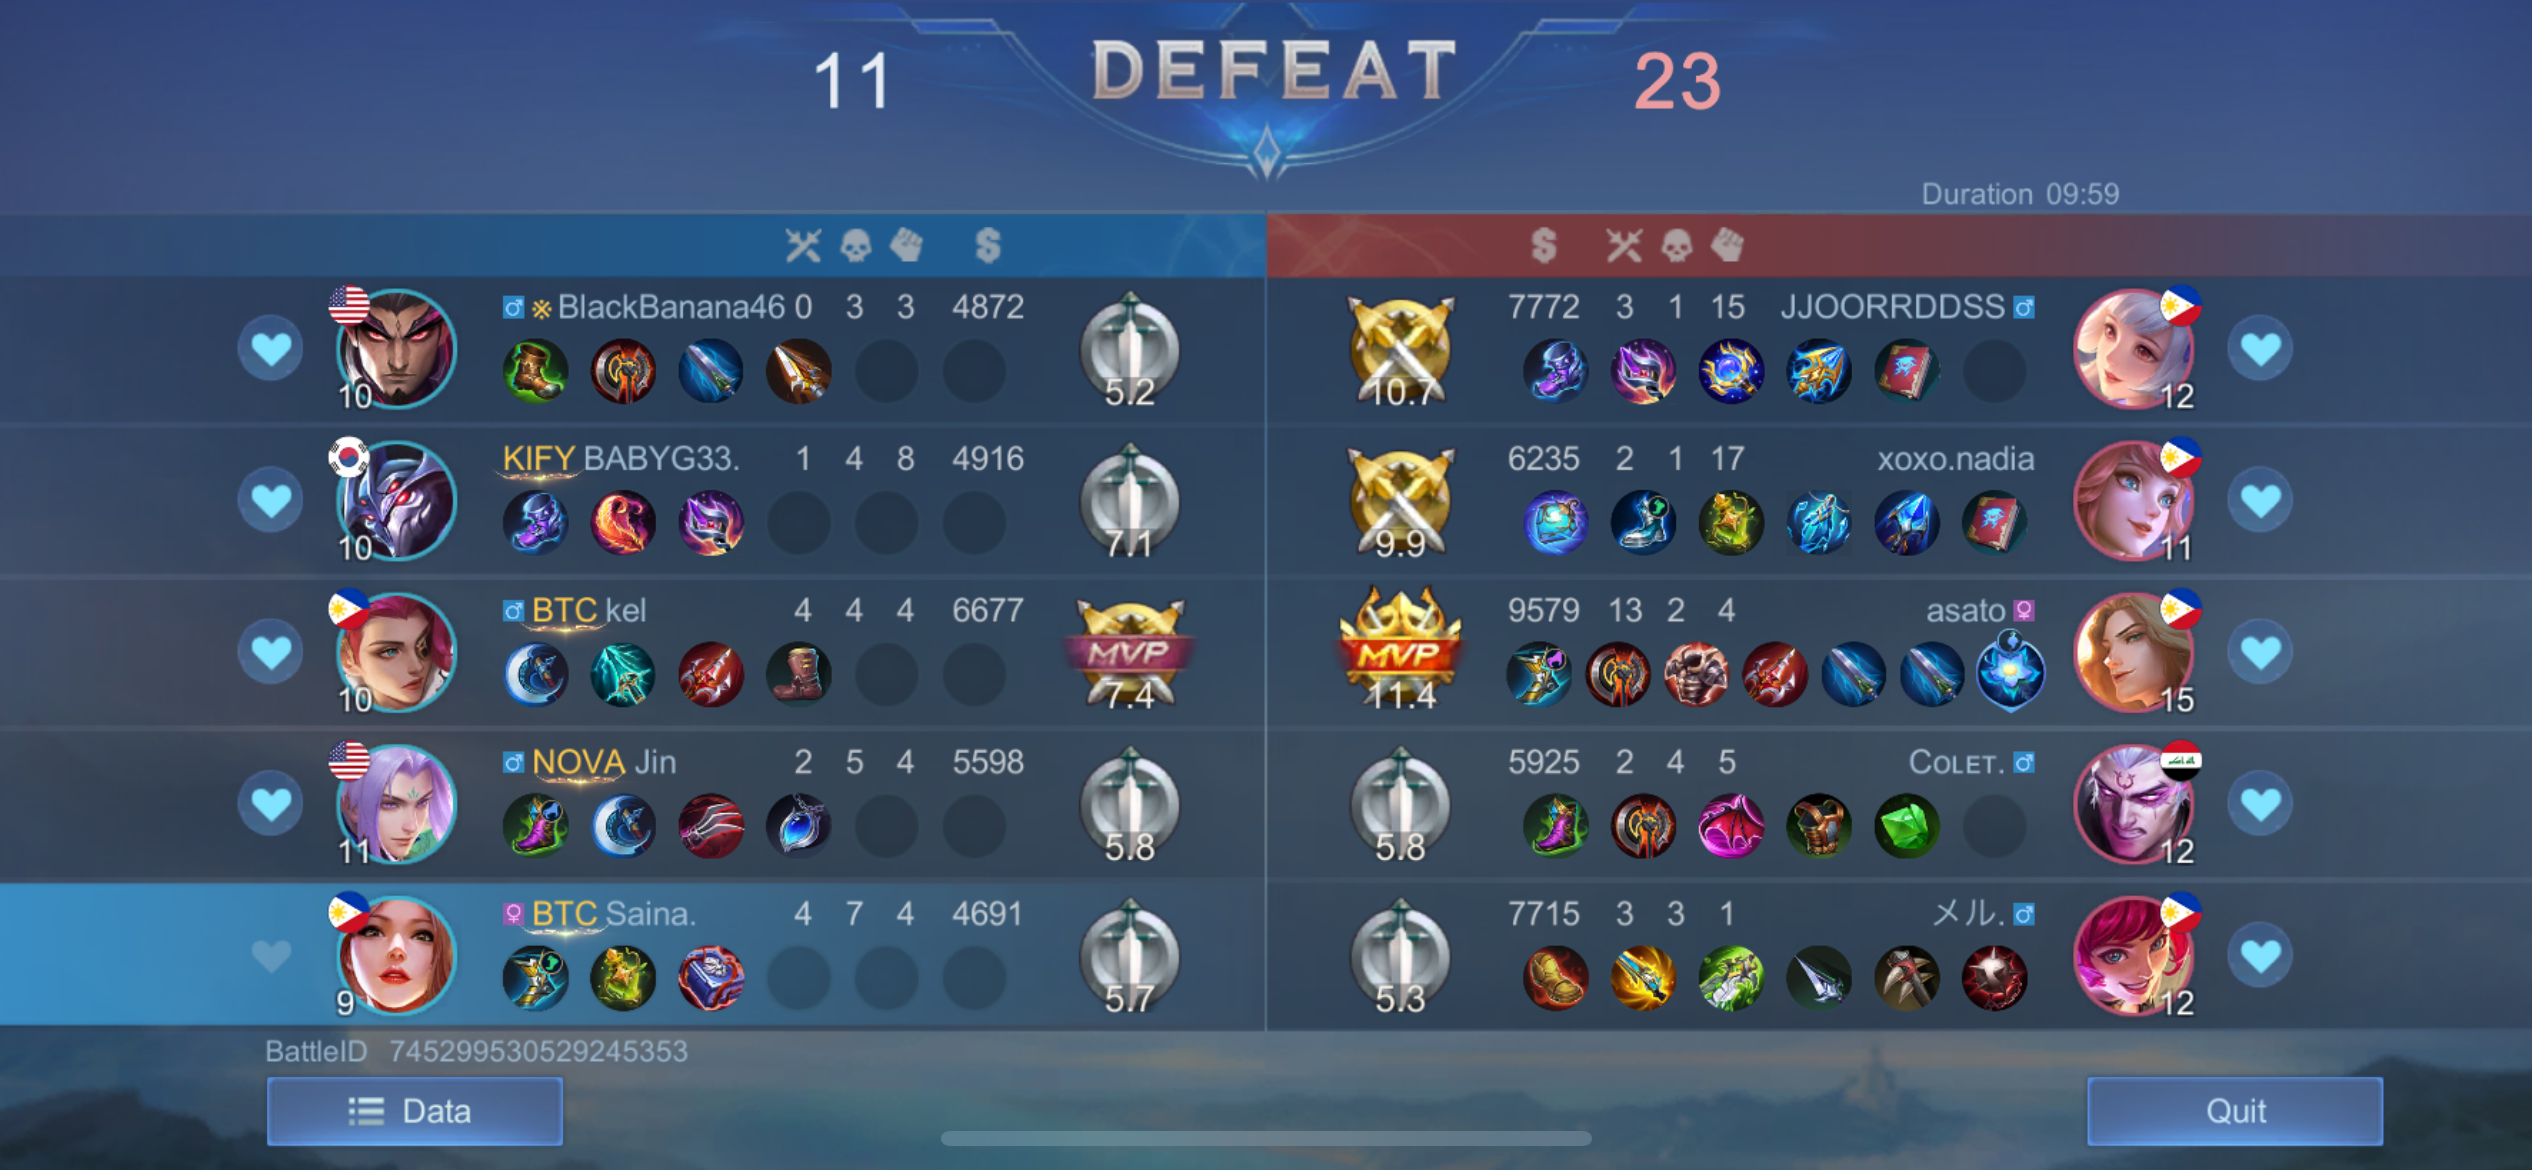 11 DEFEAT 23
Duration 09:59
BlackBanana46 0 3 3 4872
10
5.2
10.7
7772 3 1 15 JJOORRDDSS
12
KIFY BABYG33. 1 4 8 4916
10
7.1
9.9
6235 2 1 17 xoxo.nadia
11
BTC kel 4 4 4 6677
10
MVP
7.4
MVP
11.4
9579 13 2 4 asato
15
NOVA Jin 2 5 4 5598
11
5.8
5.8
5925 2 4 5 COLET.
12
BTC Saina. 4 7 4 4691
9
5.7
5.3
7715 3 3 1 メル.
12
BattleID 745299530529245353
Data
Quit